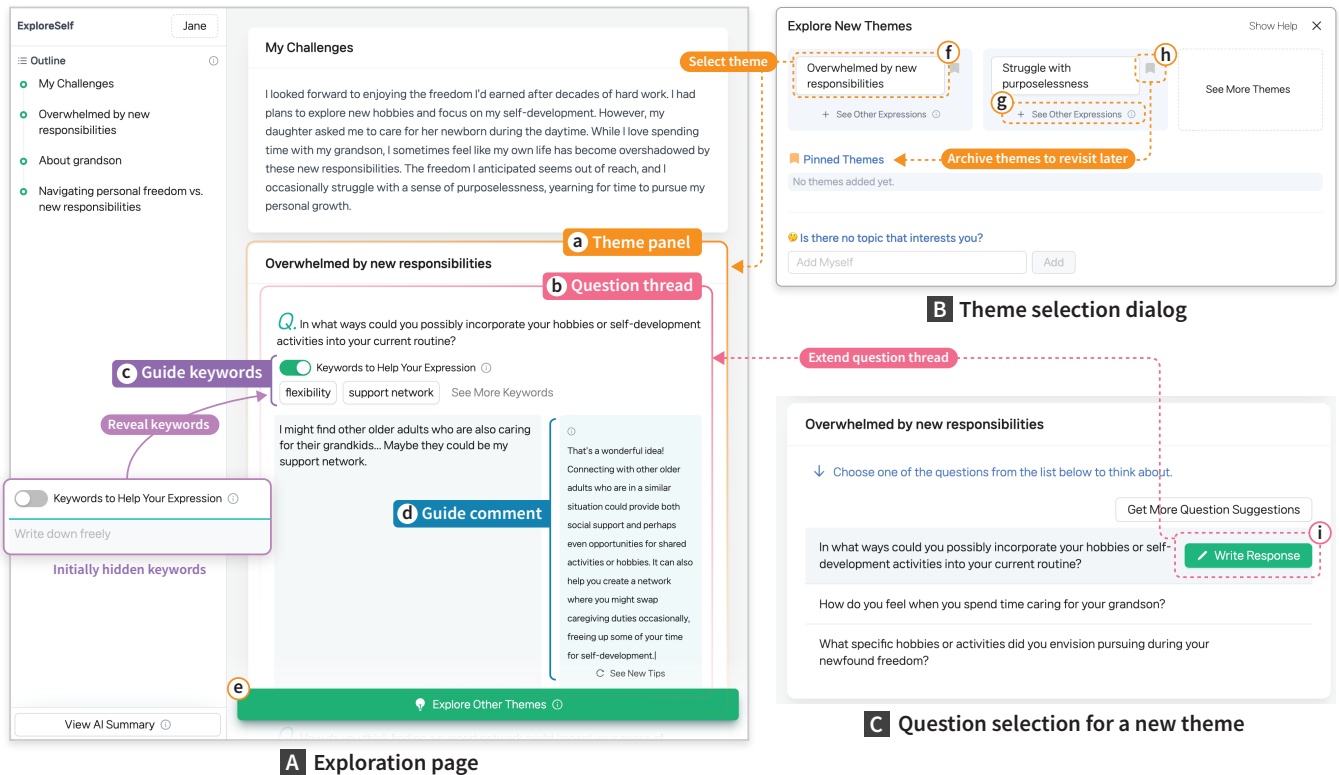 ExploreSelf
Jane
Outline
My Challenges
Overwhelmed by new
responsibilities
About grandson
Navigating personal freedom vs.
new responsibilities
View AI Summary
My Challenges
I looked forward to enjoying the freedom I'd earned after decades of hard work. I had
plans to explore new hobbies and focus on my self-development. However, my
daughter asked me to care for her newborn during the daytime. While I love spending
time with my grandson, I sometimes feel like my own life has become overshadowed by
these new responsibilities. The freedom I anticipated seems out of reach, and I
occasionally struggle with a sense of purposelessness, yearning for time to pursue my
personal growth.
a Theme panel
Overwhelmed by new responsibilities
b Question thread
Q. In what ways could you possibly incorporate your hobbies or self-development
activities into your current routine?
c Guide keywords
Keywords to Help Your Expression
flexibility
support network
See More Keywords
Reveal keywords
Keywords to Help Your Expression
Write down freely
Initially hidden keywords
I might find other older adults who are also caring
for their grandkids... Maybe they could be my
support network.
d Guide comment
That's a wonderful idea!
Connecting with other older
adults who are in a similar
situation could provide both
social support and perhaps
even opportunities for shared
activities or hobbies. It can also
help you create a network
where you might swap
caregiving duties occasionally,
freeing up some of your time
for self-development.
See New Tips
e
Explore Other Themes
A Exploration page
Select theme
Explore New Themes
Show Help
f
Overwhelmed by new
responsibilities
+ See Other Expressions
h
Struggle with
purposelessness
g
+ See Other Expressions
See More Themes
Pinned Themes
Archive themes to revisit later
No themes added yet.
Is there no topic that interests you?
Add Myself
Add
B Theme selection dialog
Extend question thread
Overwhelmed by new responsibilities
Choose one of the questions from the list below to think about.
Get More Question Suggestions
i
In what ways could you possibly incorporate your hobbies or self-
development activities into your current routine?
Write Response
How do you feel when you spend time caring for your grandson?
What specific hobbies or activities did you envision pursuing during your
newfound freedom?
C Question selection for a new theme